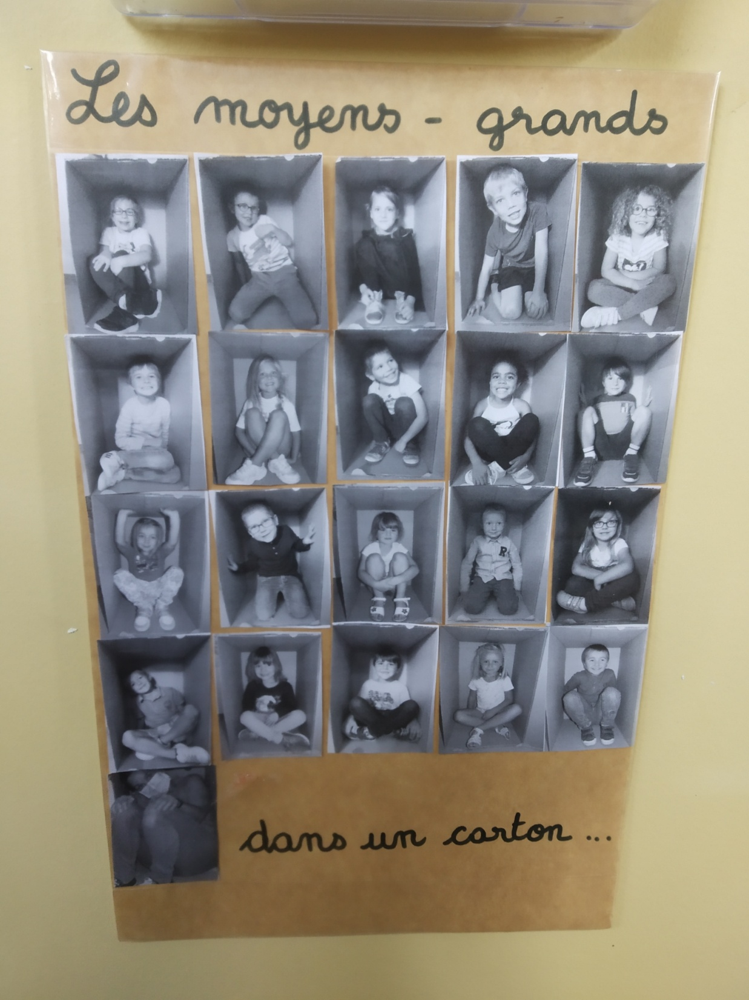 Les moyens - grands
R
dans un carton ...